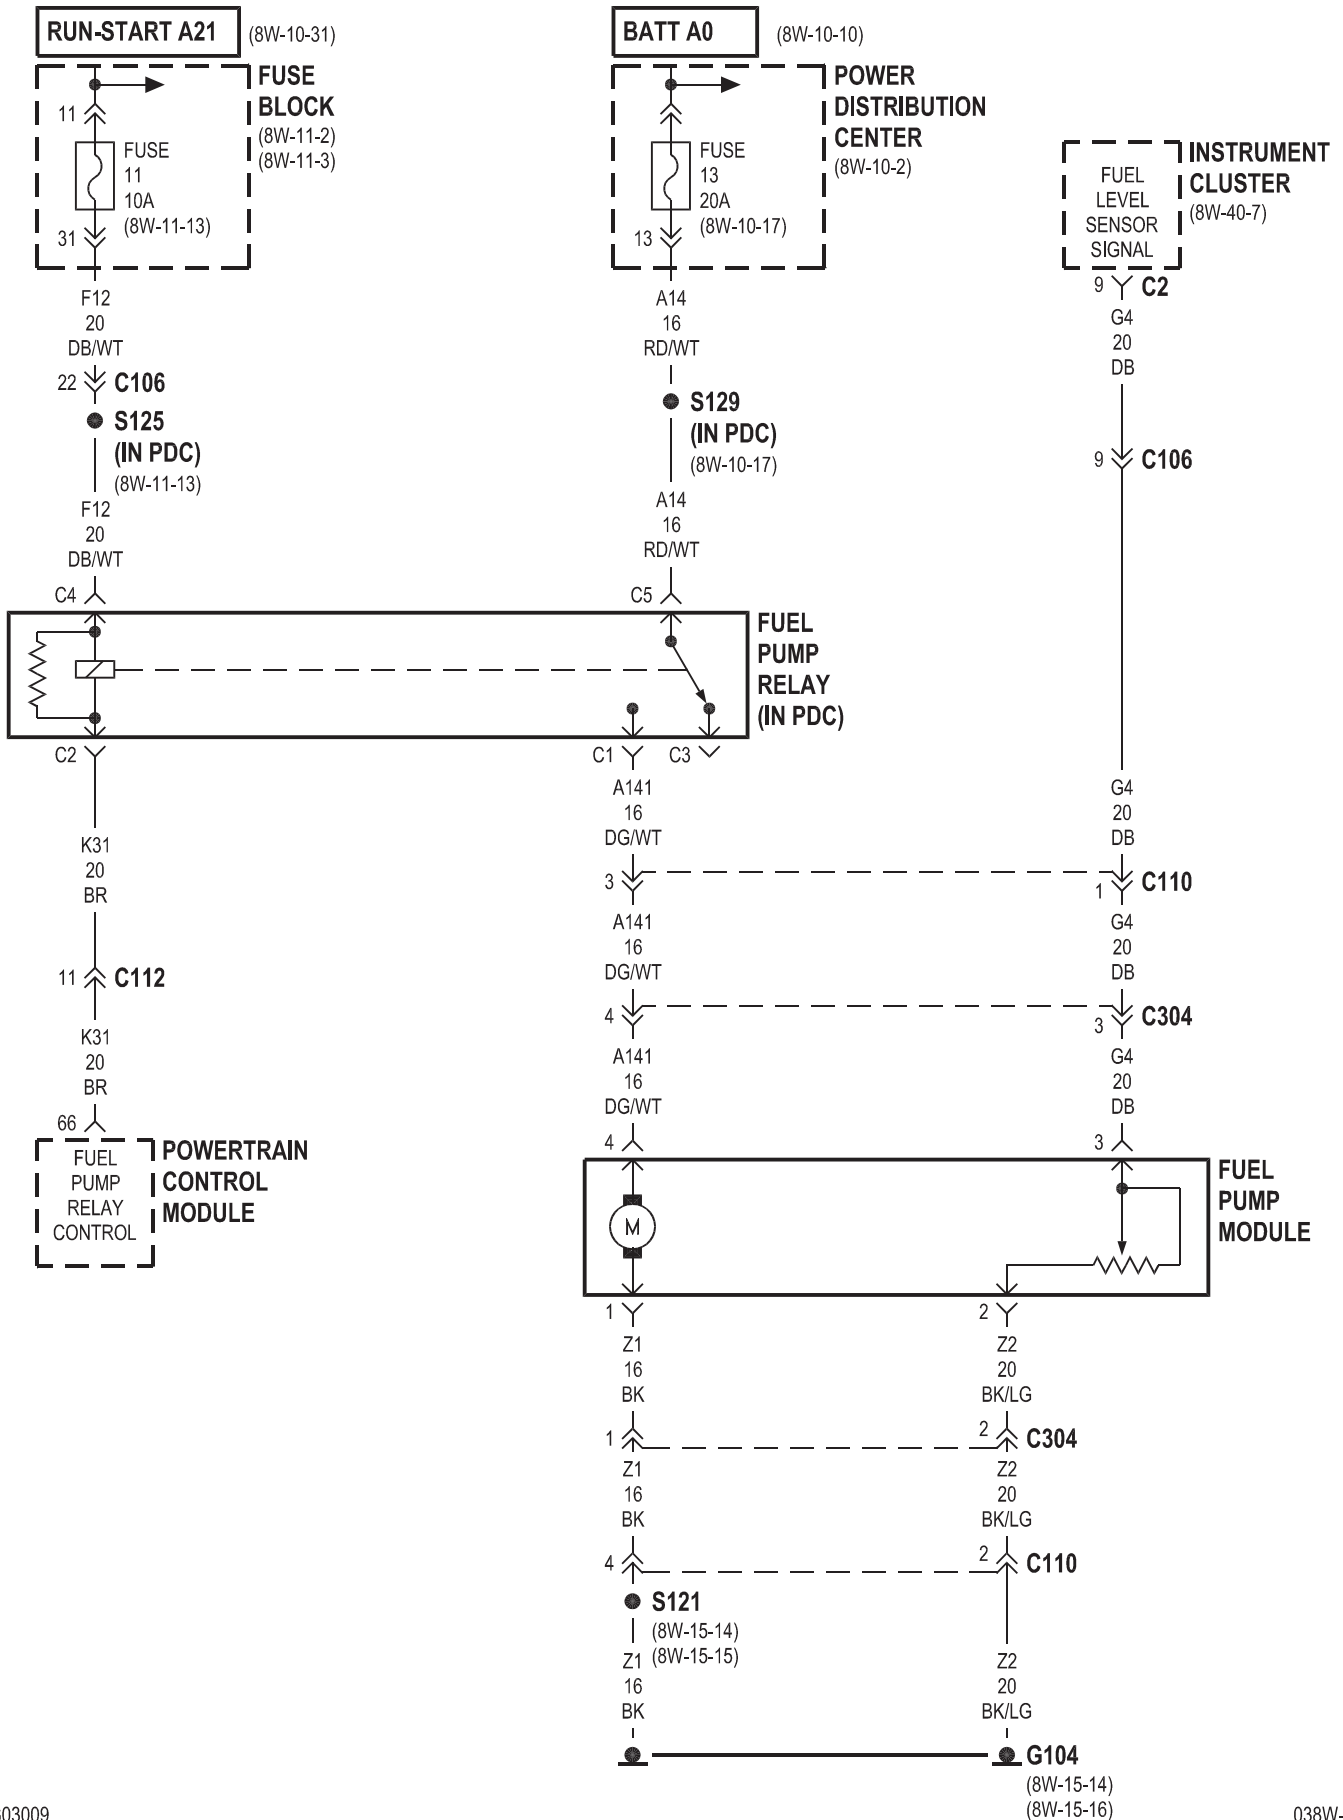 RUN-START A21
(8W-10-31)
BATT A0
(8W-10-10)
FUSE
BLOCK
(8W-11-2)
(8W-11-3)
11
FUSE
11
10A
(8W-11-13)
31
POWER
DISTRIBUTION
CENTER
(8W-10-2)
FUSE
13
20A
(8W-10-17)
13
INSTRUMENT
CLUSTER
(8W-40-7)
FUEL
LEVEL
SENSOR
SIGNAL
9
C2
F12
20
DB/WT
22
C106
S125
(IN PDC)
(8W-11-13)
F12
20
DB/WT
C4
A14
16
RD/WT
S129
(IN PDC)
(8W-10-17)
A14
16
RD/WT
C5
G4
20
DB
9
C106
FUEL
PUMP
RELAY
(IN PDC)
C2
C1
C3
K31
20
BR
11
C112
K31
20
BR
66
FUEL
PUMP
RELAY
CONTROL
POWERTRAIN
CONTROL
MODULE
A141
16
DG/WT
3
A141
16
DG/WT
4
A141
16
DG/WT
4
G4
20
DB
1
C110
G4
20
DB
3
C304
G4
20
DB
3
M
FUEL
PUMP
MODULE
1
Z1
16
BK
1
Z1
16
BK
4
S121
(8W-15-14)
(8W-15-15)
Z1
16
BK
2
Z2
20
BK/LG
2
C304
Z2
20
BK/LG
2
C110
Z2
20
BK/LG
G104
(8W-15-14)
(8W-15-16)
03009
038W-